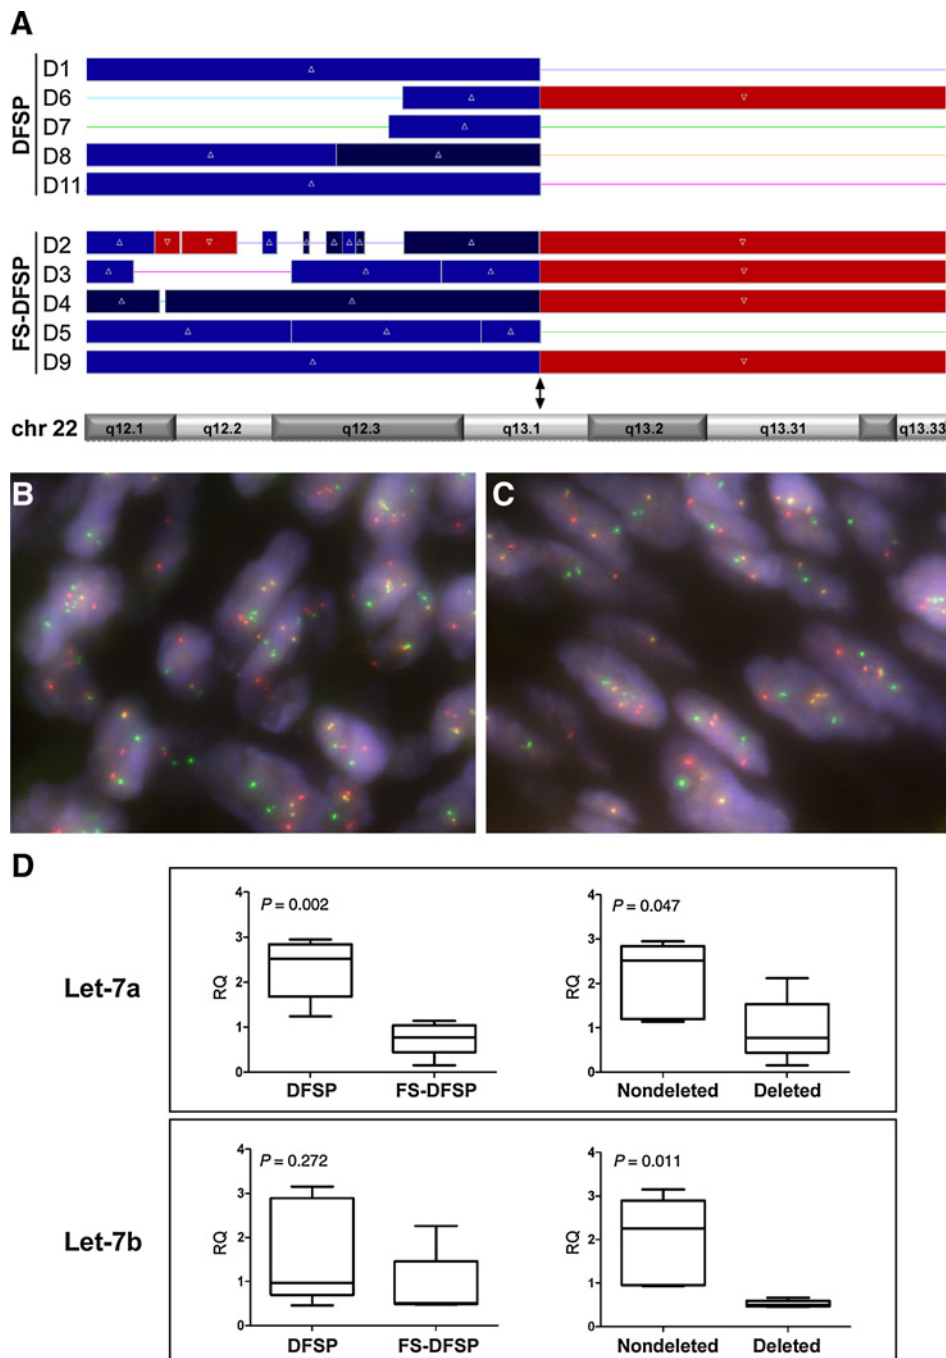 A
DFSP
D1
D6
D7
D8
D11
FS-DFSP
D2
D3
D4
D5
D9
chr 22
q12.1 q12.2 q12.3 q13.1 q13.2 q13.31 q13.33
B
C
D
Let-7a
P = 0.002
RQ
4
3
2
1
0
DFSP FS-DFSP
P = 0.047
RQ
4
3
2
1
0
Nondeleted Deleted
Let-7b
P = 0.272
RQ
4
3
2
1
0
DFSP FS-DFSP
P = 0.011
RQ
4
3
2
1
0
Nondeleted Deleted